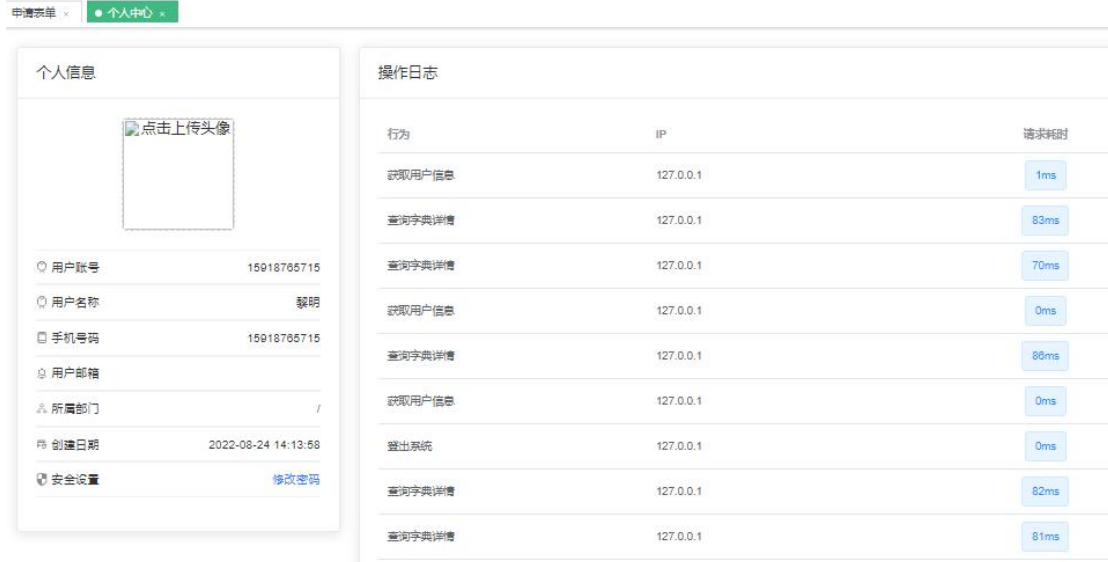 申请表单 ×
● 个人中心 ×
个人信息
点击上传头像
用户账号 15918765715
用户名称 黎明
手机号码 15918765715
用户邮箱
所属部门 /
创建日期 2022-08-24 14:13:58
安全设置 修改密码
操作日志
行为 IP 请求耗时
获取用户信息 127.0.0.1 1ms
查询字典详情 127.0.0.1 83ms
查询字典详情 127.0.0.1 70ms
获取用户信息 127.0.0.1 0ms
查询字典详情 127.0.0.1 86ms
获取用户信息 127.0.0.1 0ms
登出系统 127.0.0.1 0ms
查询字典详情 127.0.0.1 82ms
查询字典详情 127.0.0.1 81ms